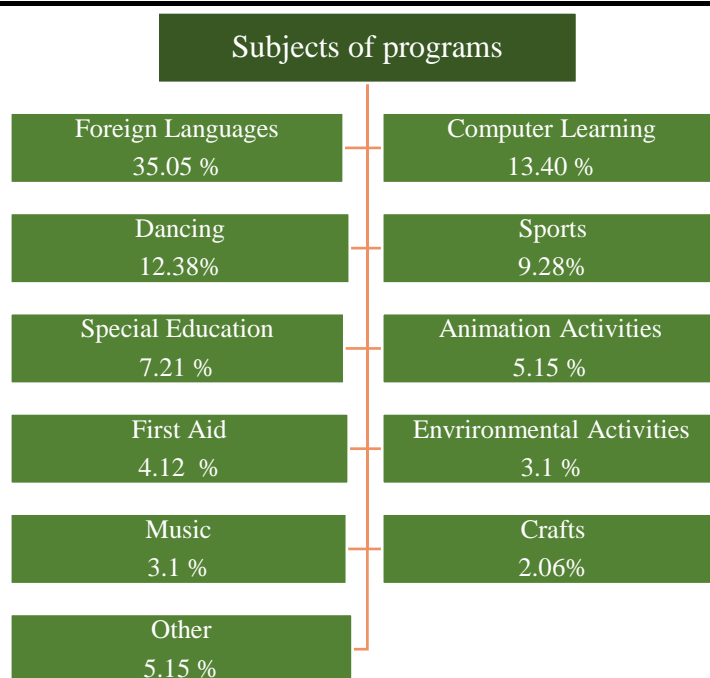 Subjects of programs
Foreign Languages
35.05 %
Computer Learning
13.40 %
Dancing
12.38%
Sports
9.28%
Special Education
7.21 %
Animation Activities
5.15 %
First Aid
4.12 %
Envrironmental Activities
3.1 %
Music
3.1 %
Crafts
2.06%
Other
5.15 %